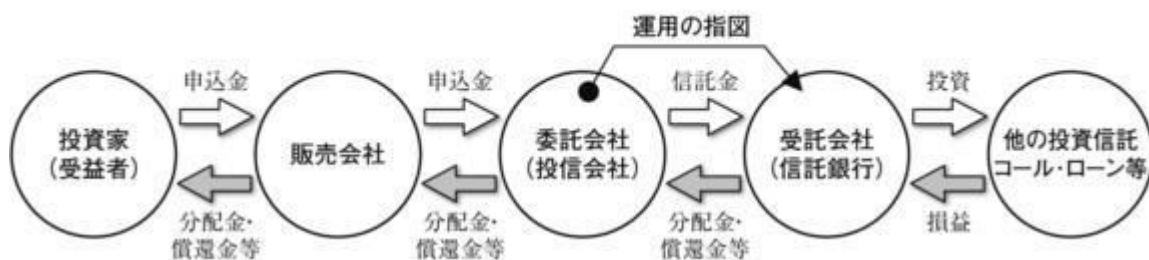 運用の指図
申込金
申込金
信託金
投資
投資家
(受益者)
販売会社
委託会社
(投信会社)
受託会社
(信託銀行)
他の投資信託
コール・ローン等
分配金・
償還金等
分配金・
償還金等
分配金・
償還金等
損益